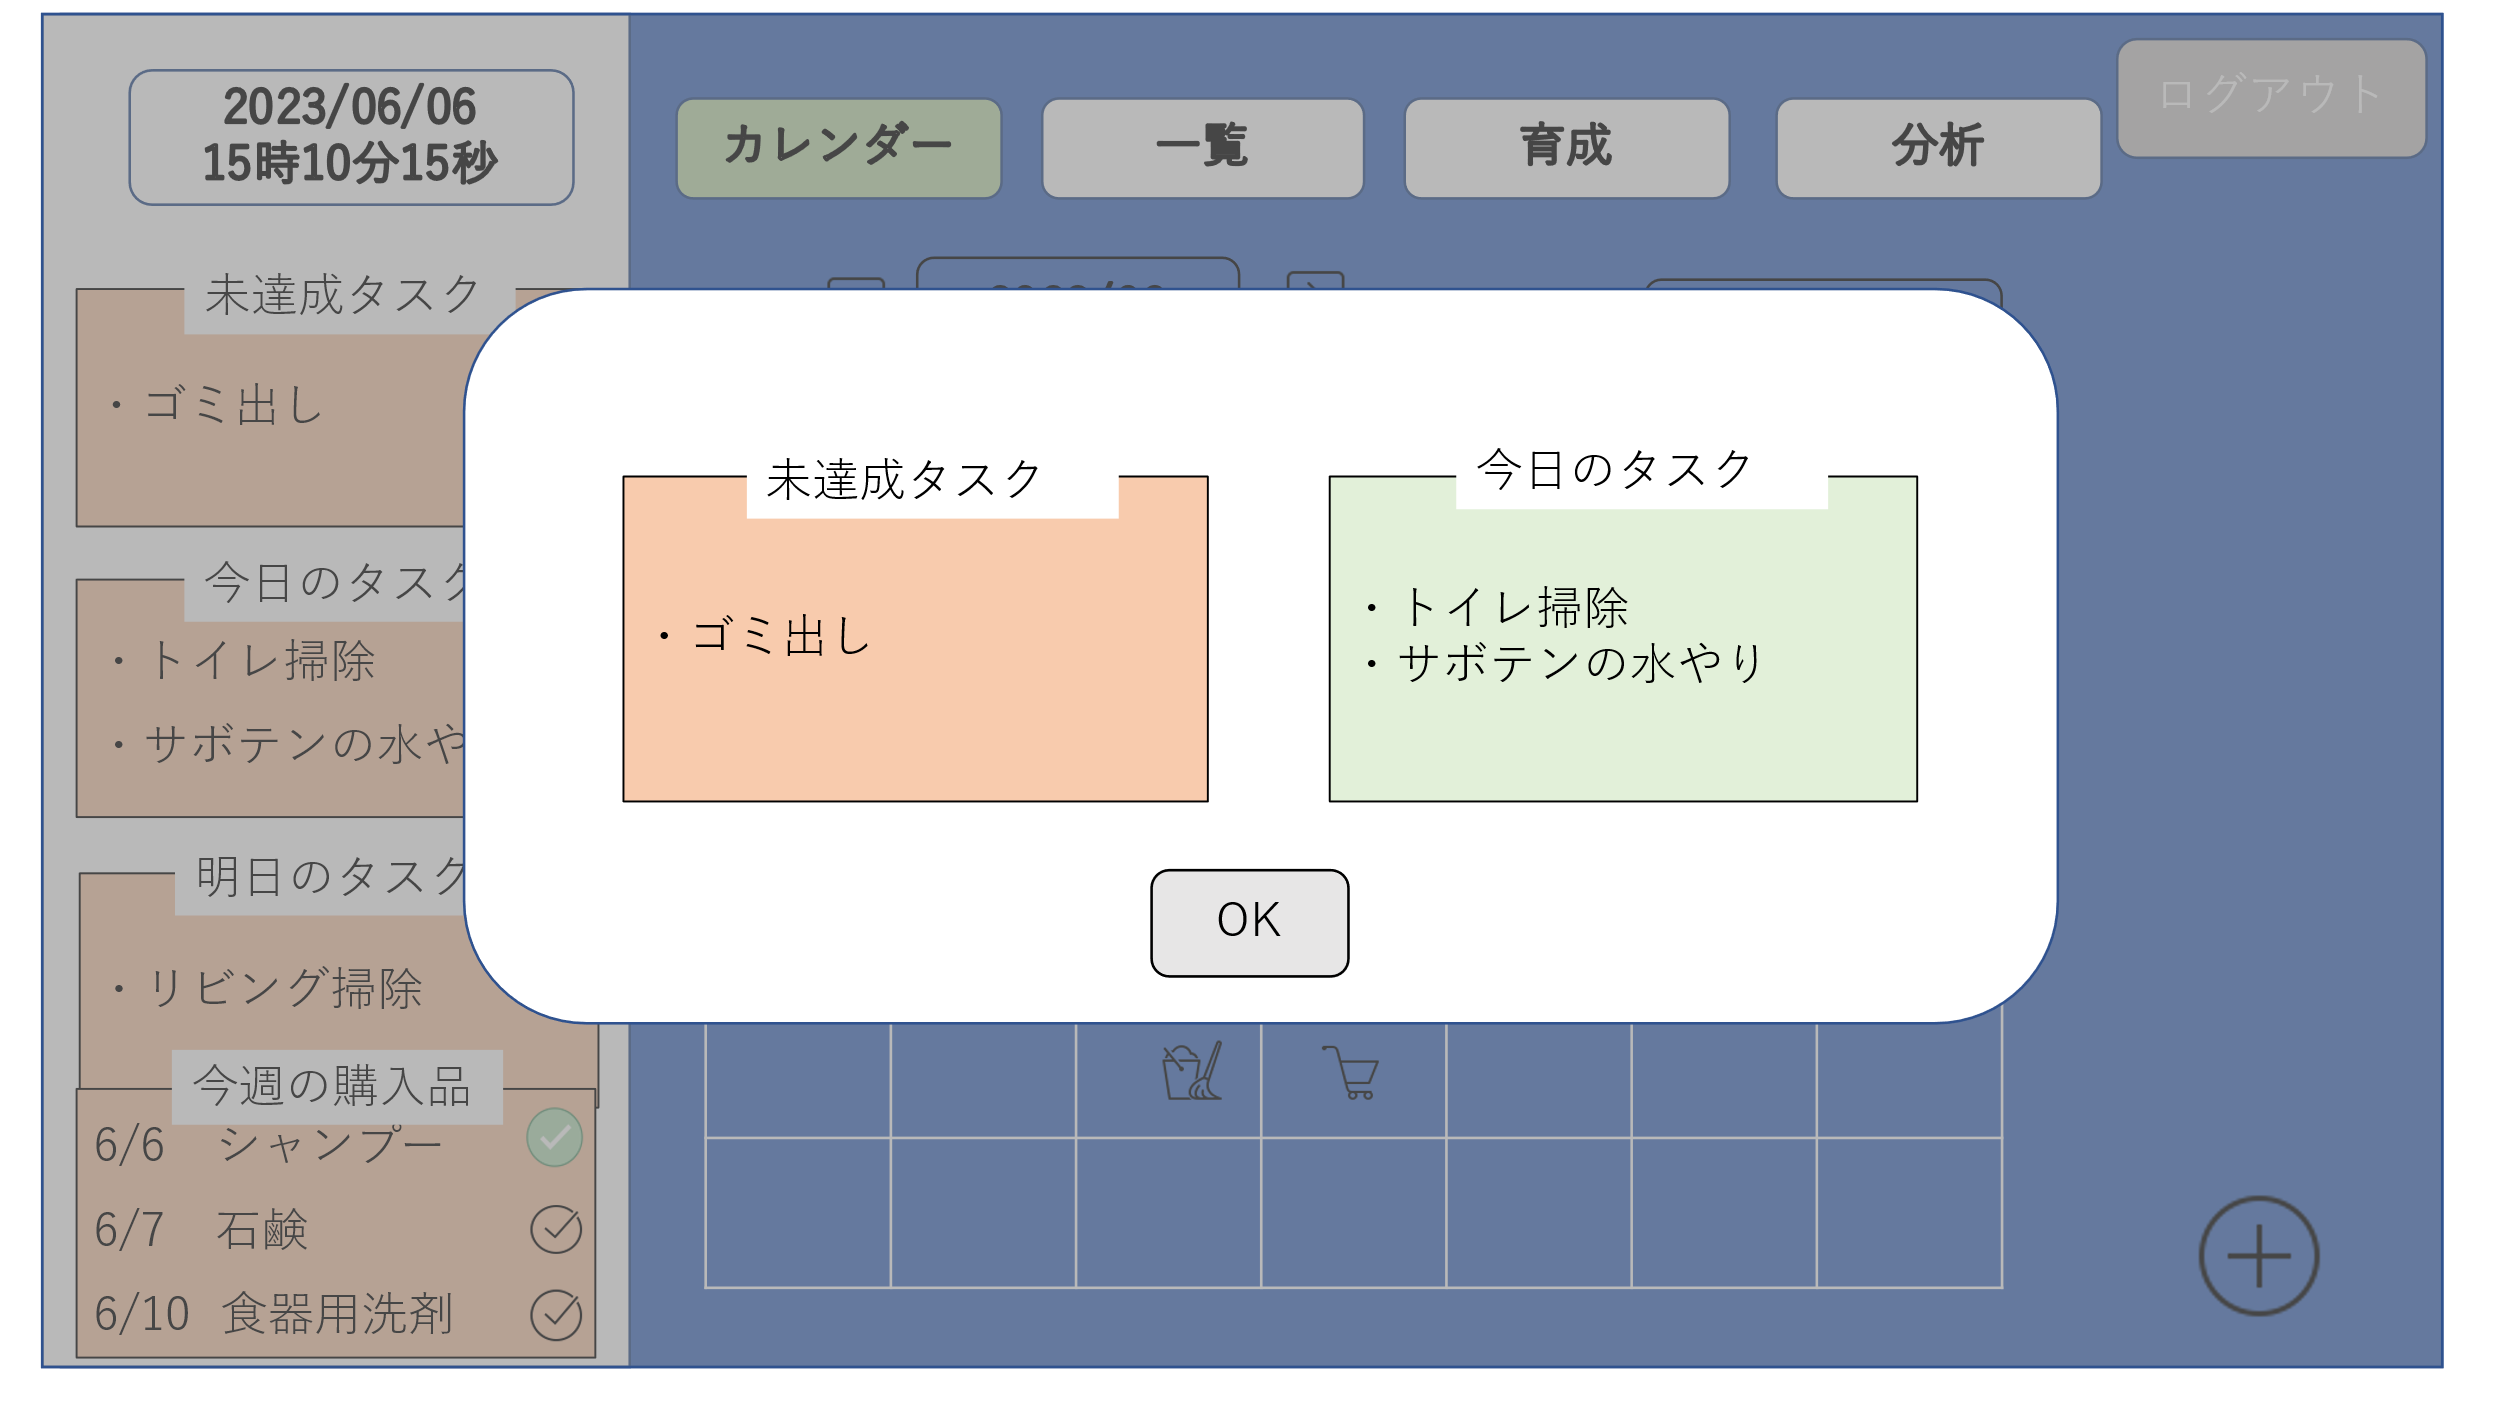 2023/06/06
15時10分15秒
カレンダー
一覧
育成
分析
ログアウト
未達成タスク
・ゴミ出し
今日のタスク
・トイレ掃除
・サボテンの水や
明日のタスク
・リビング掃除
今週の購入品
6/6 シャンプー
6/7 石鹸
6/10 食器用洗剤
未達成タスク
・ゴミ出し
今日のタスク
・トイレ掃除
・サボテンの水やり
OK